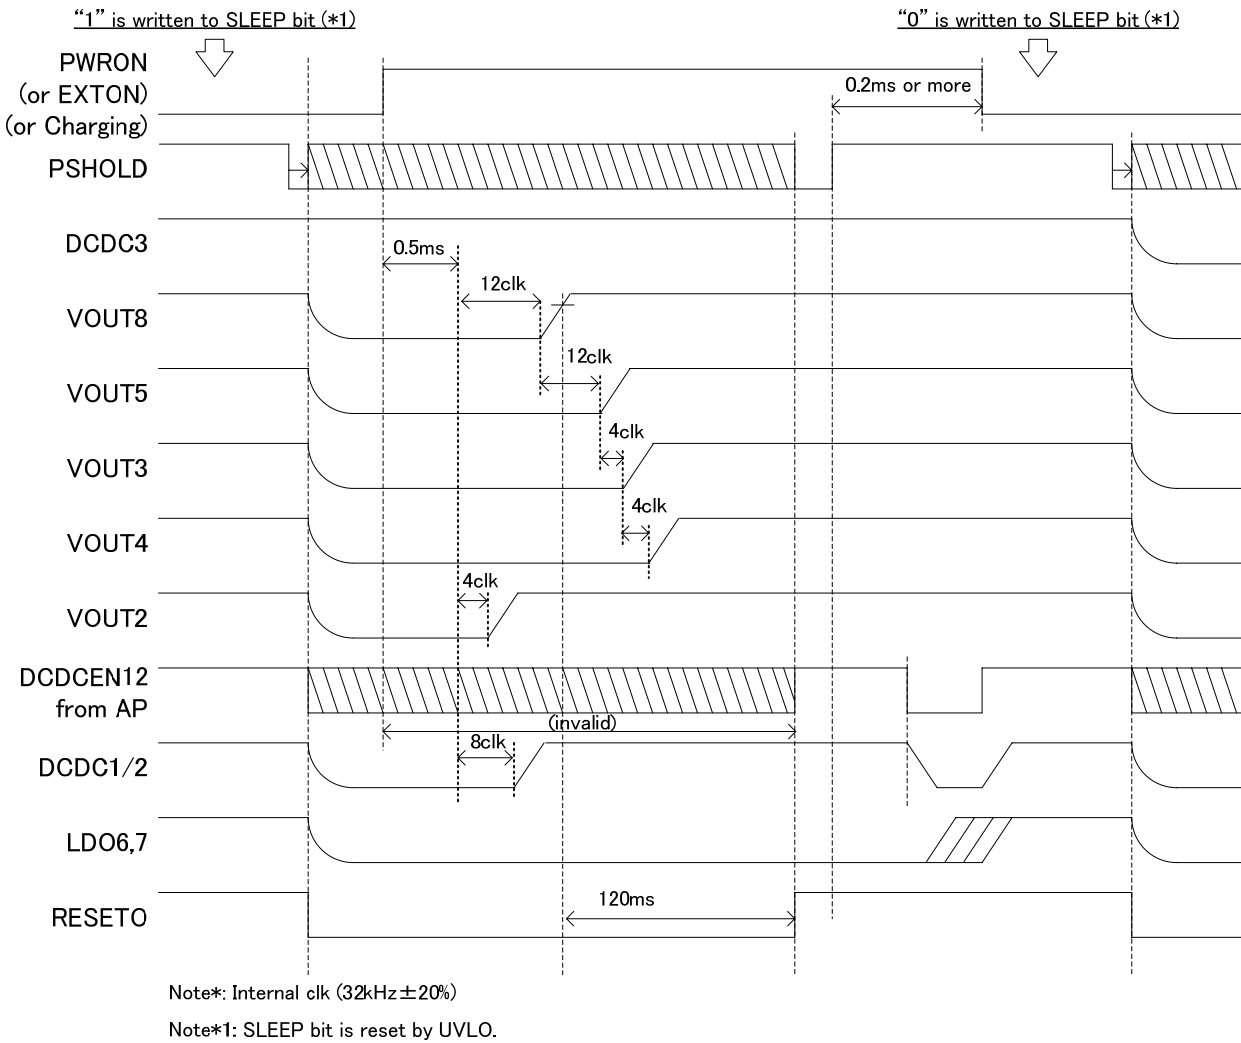 “1” is written to SLEEP bit (*1)
“0” is written to SLEEP bit (*1)
PWRON
(or EXTON)
(or Charging)
0.2ms or more
PSHOLD
DCDC3
0.5ms
12clk
VOUT8
12clk
VOUT5
4clk
VOUT3
4clk
VOUT4
4clk
VOUT2
DCDCEN12
from AP
(invalid)
8clk
DCDC1/2
LDO6,7
120ms
RESETO
Note*: Internal clk (32kHz±20%)
Note*1: SLEEP bit is reset by UVLO.